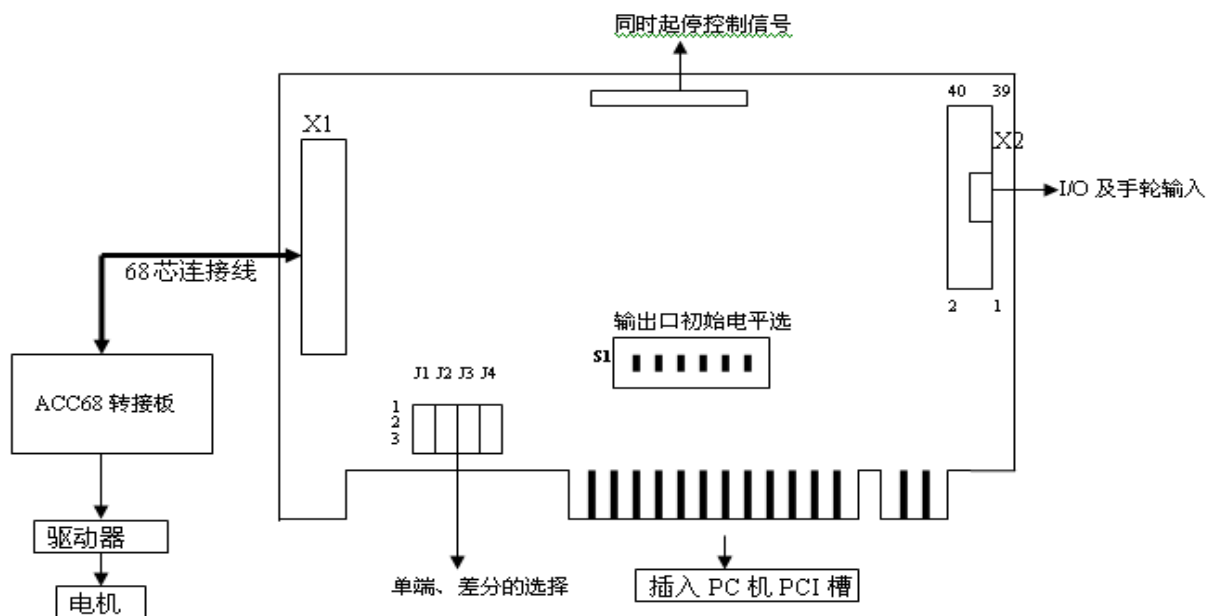 同时起停控制信号
40 39
X1
X2
I/O 及手轮输入
68芯连接线
2 1
输出口初始电平选
S1
J1 J2 J3 J4
1
2
3
ACC68 转接板
驱动器
电机
单端、差分的选择
插入 PC 机 PCI 槽